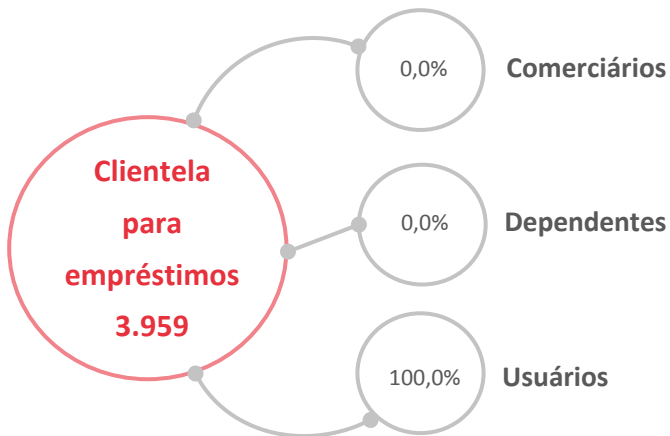 Clientela
para
empréstimos
3.959
0,0%
Comerciários
0,0%
Dependentes
100,0%
Usuários